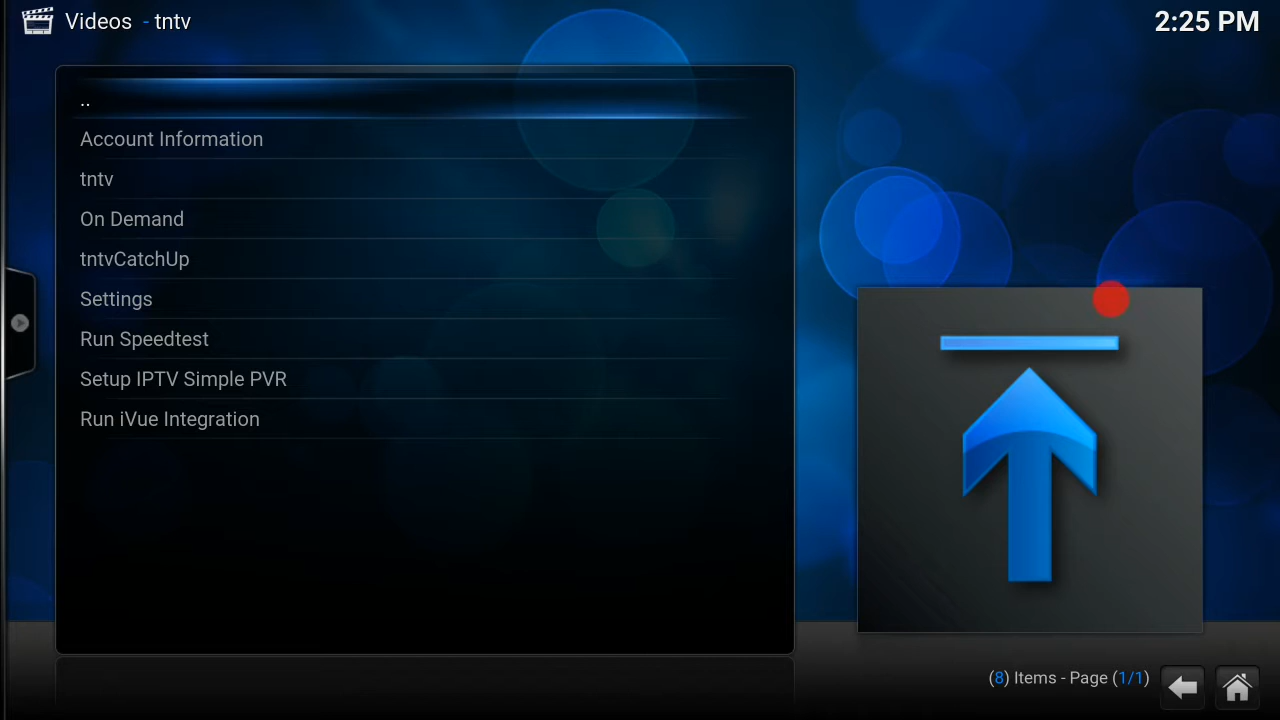 Videos - tntv
2:25 PM
..
Account Information
tntv
On Demand
tntvCatchUp
Settings
Run Speedtest
Setup IPTV Simple PVR
Run iVue Integration
(8) Items - Page (1/1)